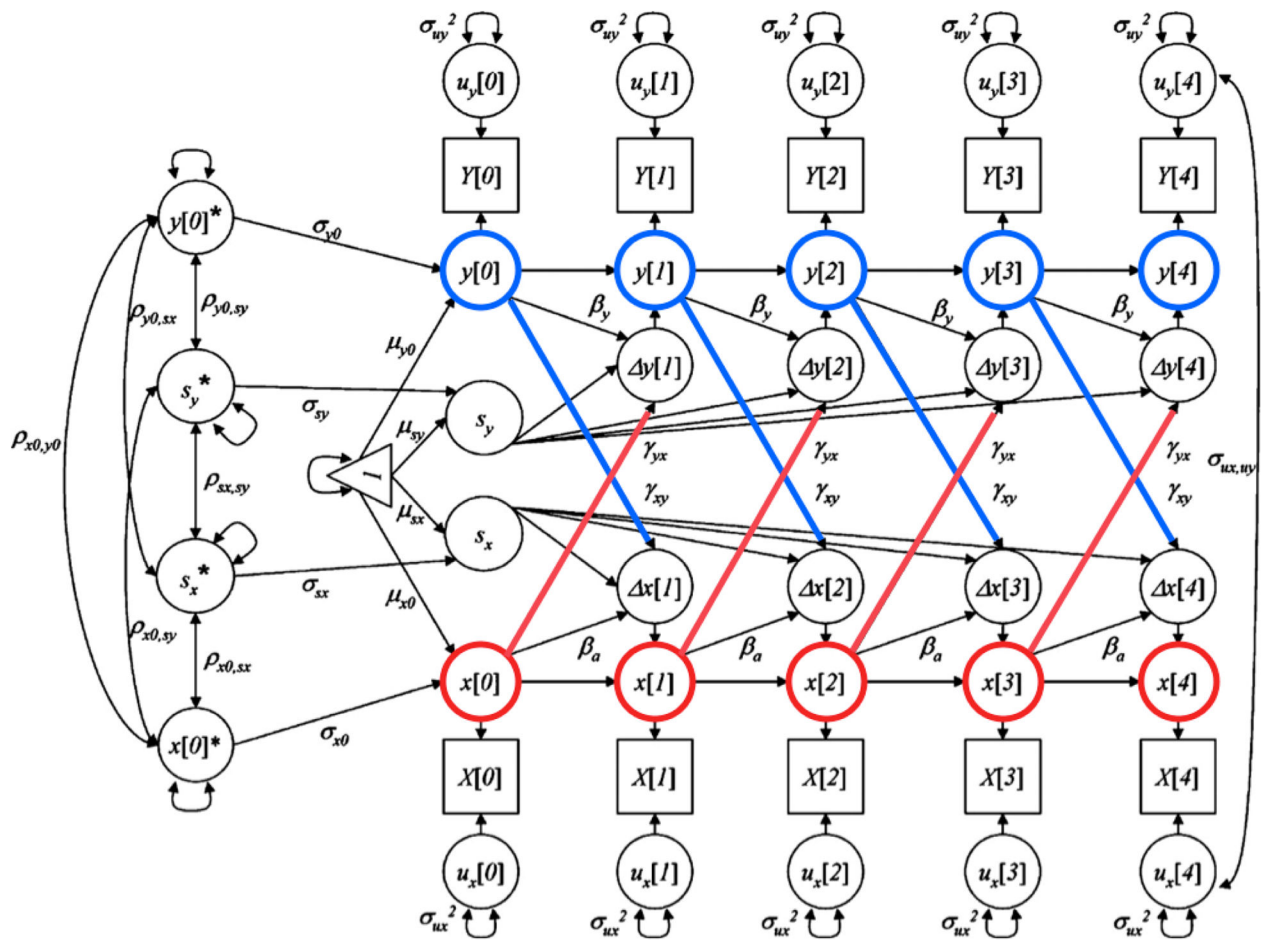 σuy² σuy² σuy² σuy² σuy²
uy[0] uy[1] uy[2] uy[3] uy[4]
Y[0] Y[1] Y[2] Y[3] Y[4]
y[0]* σy0 y[0] y[1] y[2] y[3] y[4]
ρy0,sx ρy0,sy μy0 βy βy βy βy
Δy[1] Δy[2] Δy[3] Δy[4]
sy* σsy μsy sy
ρx0,y0 γyx γyx γyx γyx σux,uy
ρsx,sy 1 γxy γxy γxy γxy
μsx sx
sx* σsx μx0 Δx[1] Δx[2] Δx[3] Δx[4]
ρx0,sy ρx0,sx βa βa βa βa
x[0] x[1] x[2] x[3] x[4]
x[0]* σx0
X[0] X[1] X[2] X[3] X[4]
ux[0] ux[1] ux[2] ux[3] ux[4]
σux² σux² σux² σux² σux²